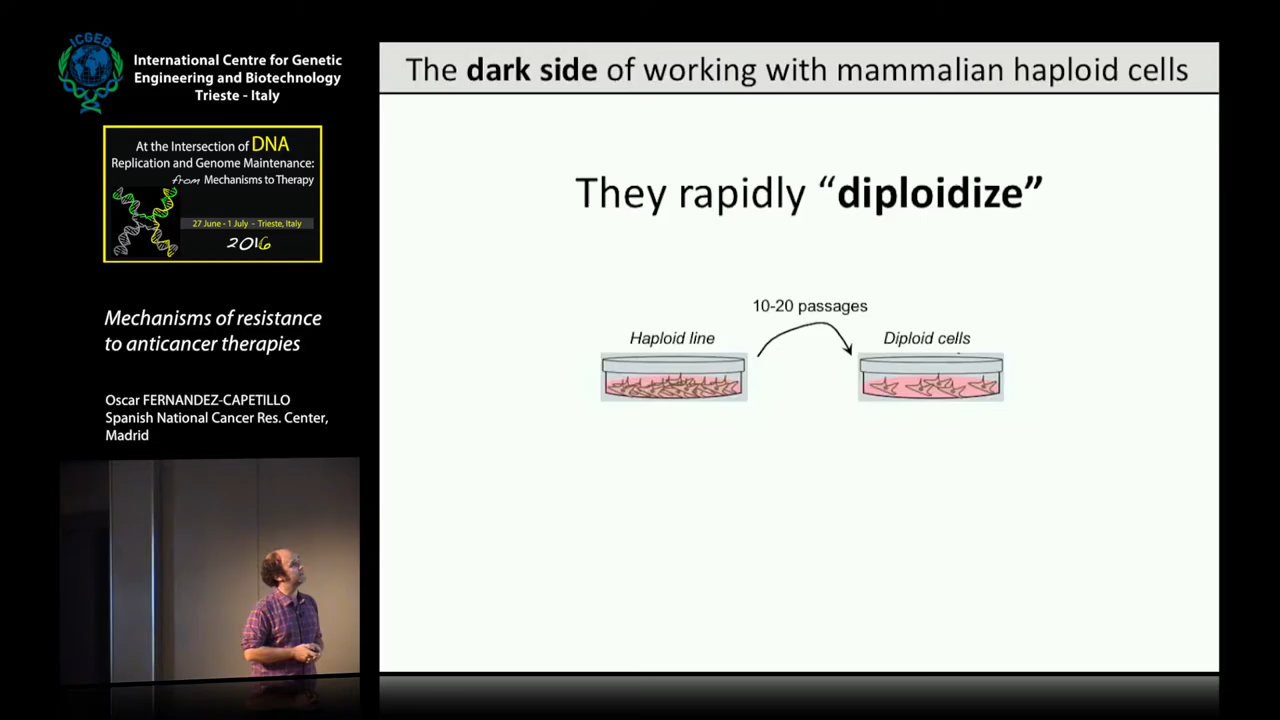 ICGEB
International Centre for Genetic
Engineering and Biotechnology
Trieste - Italy
At the Intersection of DNA
Replication and Genome Maintenance:
from Mechanisms to Therapy
27 June - 1 July - Trieste, Italy
2016
Mechanisms of resistance
to anticancer therapies
Oscar FERNANDEZ-CAPETILLO
Spanish National Cancer Res. Center,
Madrid
The dark side of working with mammalian haploid cells
They rapidly “diploidize”
10-20 passages
Haploid line
Diploid cells